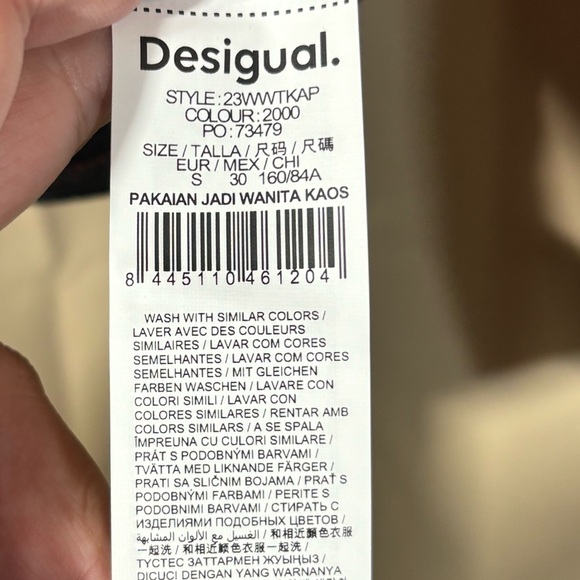 Desigual.
STYLE:23WWTKAP
COLOUR:2000
PO:73479
SIZE / TALLA / 尺码 / 尺碼
EUR / MEX / CHI
S 30 160/84A
PAKAIAN JADI WANITA KAOS
8 445110 461204
WASH WITH SIMILAR COLORS /
LAVER AVEC DES COULEURS
SIMILAIRES / LAVAR COM CORES
SEMELHANTES / LAVAR COM CORES
SEMELHANTES / MIT GLEICHEN
FARBEN WASCHEN / LAVARE CON
COLORI SIMILI / LAVAR CON
COLORES SIMILARES / RENTAR AMB
COLORS SIMILARS / A SE SPALA
ÎMPREUNA CU CULORI SIMILARE /
PRÁT S PODOBNÝMI BARVAMI /
TVÄTTA MED LIKNANDE FÄRGER /
PRATI SA SLIČNIM BOJAMA / PRAŤ S
PODOBNÝMI FARBAMI / PERITE S
PODOBNIMI BARVAMI / СТИРАТЬ С
ИЗДЕЛИЯМИ ПОДОБНЫХ ЦВЕТОВ /
الغسيل مع الألوان المشابهة / 和相近顏色衣服
一起洗 / 和相近颜色衣服一起洗 /
ТҮСТЕС ЗАТТАРМЕН ЖУЫҢЫЗ /
DICUCI DENGAN YANG WARNANYA